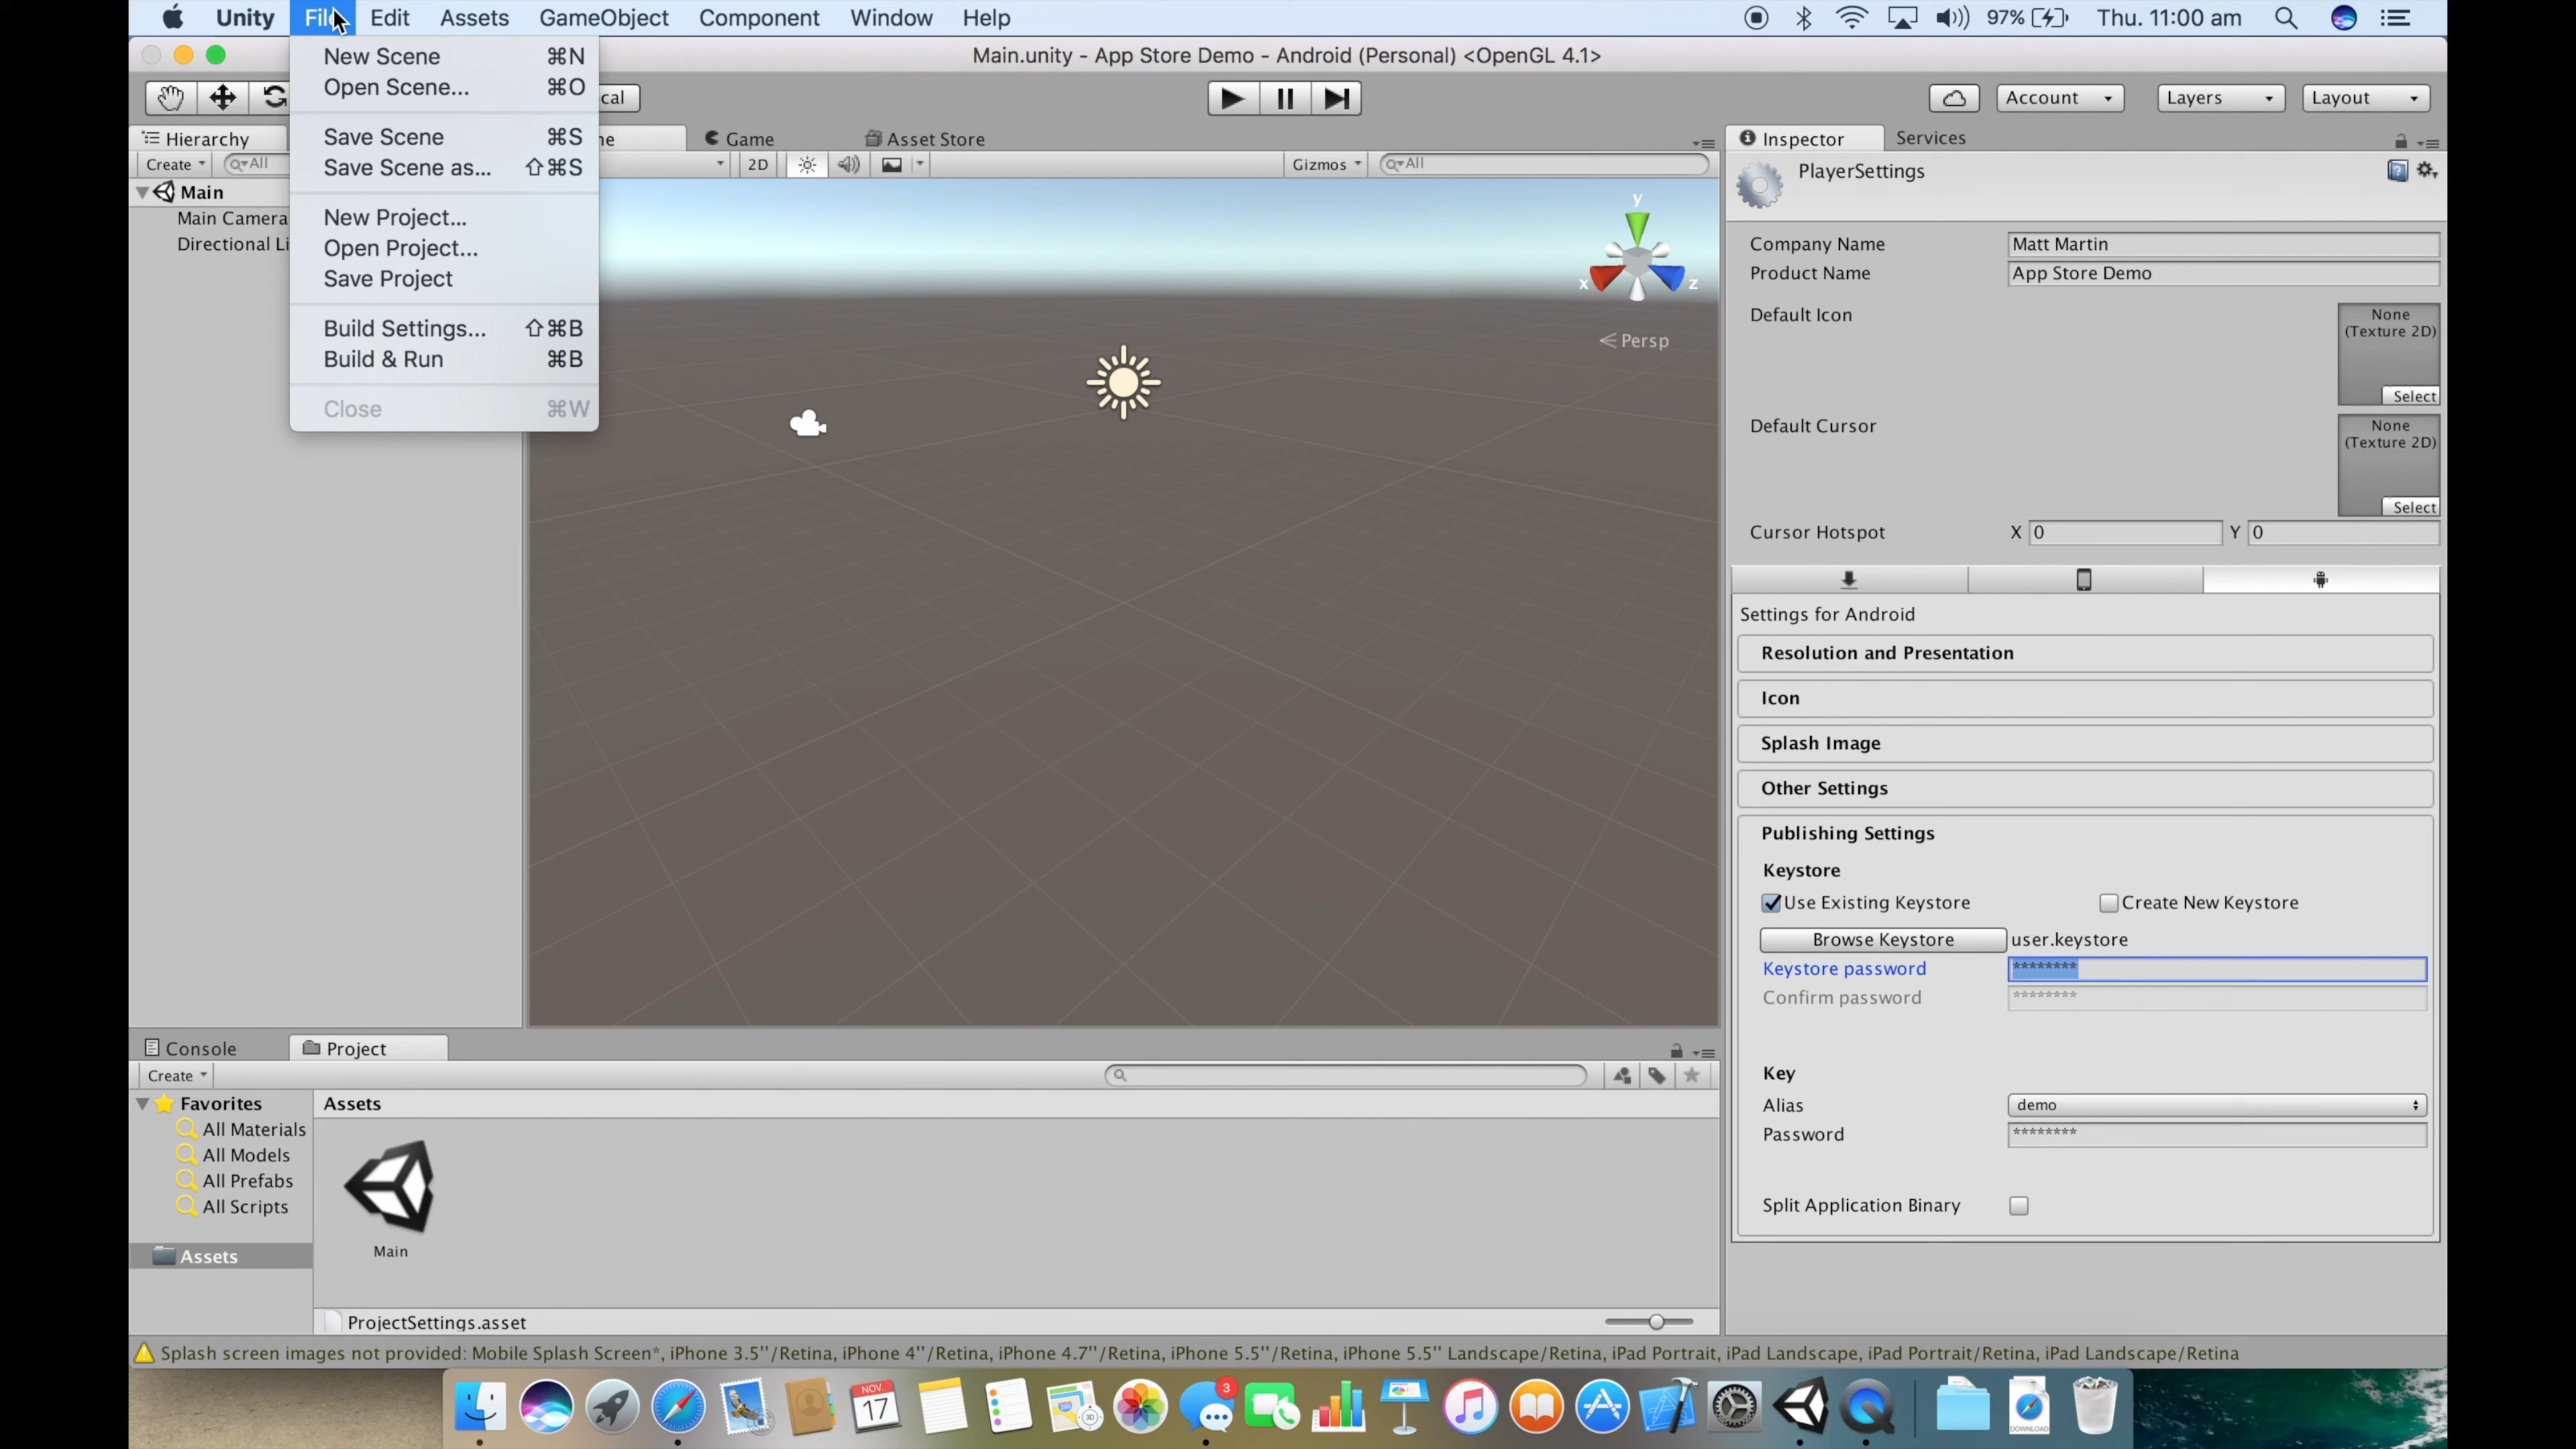 Unity File Edit Assets GameObject Component Window Help 97% Thu. 11:00 am
New Scene ⌘N
Open Scene... ⌘O
Save Scene ⌘S
Save Scene as... ⇧⌘S
New Project...
Open Project...
Save Project
Build Settings... ⇧⌘B
Build & Run ⌘B
Close ⌘W
Main.unity - App Store Demo - Android (Personal) <OpenGL 4.1>
Account Layers Layout
Hierarchy
Create All
Main
Main Camera
Directional Li
Game Asset Store
2D Gizmos All
y
x z
Persp
Inspector Services
PlayerSettings
Company Name Matt Martin
Product Name App Store Demo
Default Icon None
(Texture 2D)
Select
Default Cursor None
(Texture 2D)
Select
Cursor Hotspot X 0 Y 0
Settings for Android
Resolution and Presentation
Icon
Splash Image
Other Settings
Publishing Settings
Keystore
Use Existing Keystore Create New Keystore
Browse Keystore user.keystore
Keystore password ********
Confirm password ********
Key
Alias demo
Password ********
Split Application Binary
Console Project
Create
Favorites
All Materials
All Models
All Prefabs
All Scripts
Assets
Assets
Main
ProjectSettings.asset
Splash screen images not provided: Mobile Splash Screen*, iPhone 3.5''/Retina, iPhone 4''/Retina, iPhone 4.7''/Retina, iPhone 5.5''/Retina, iPhone 5.5'' Landscape/Retina, iPad Portrait, iPad Landscape, iPad Portrait/Retina, iPad Landscape/Retina
NOV.
17
3D
3
DOWNLOAD